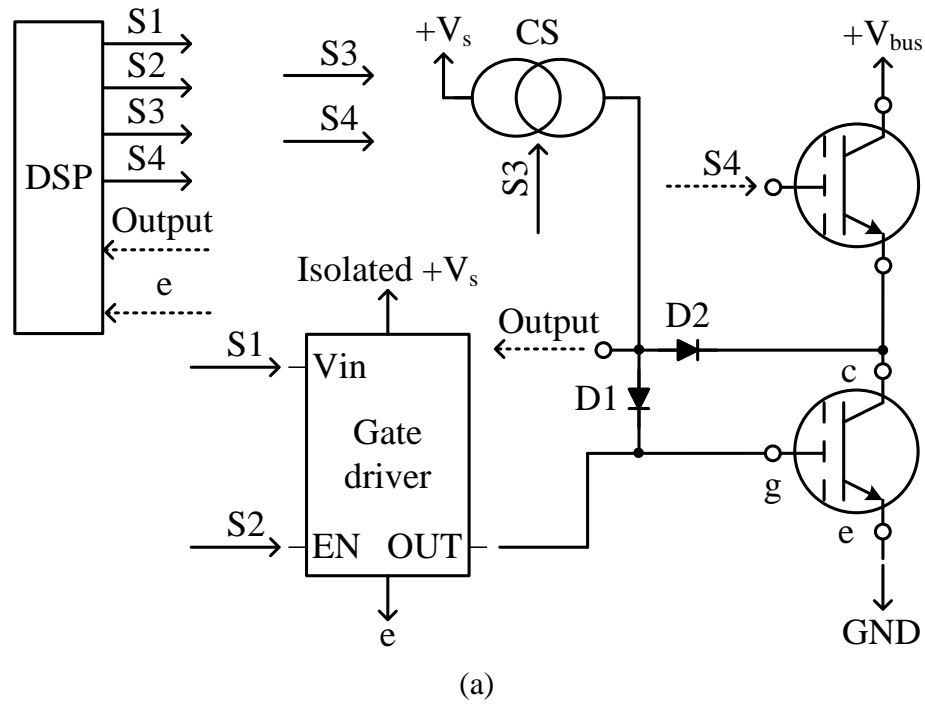 DSP
S1
S2
S3
S4
Output
e
S3
S4
+Vs
CS
S3
+Vbus
S4
Isolated +Vs
S1
Vin
Gate
driver
S2
EN
OUT
e
Output
D2
D1
c
g
e
GND
(a)